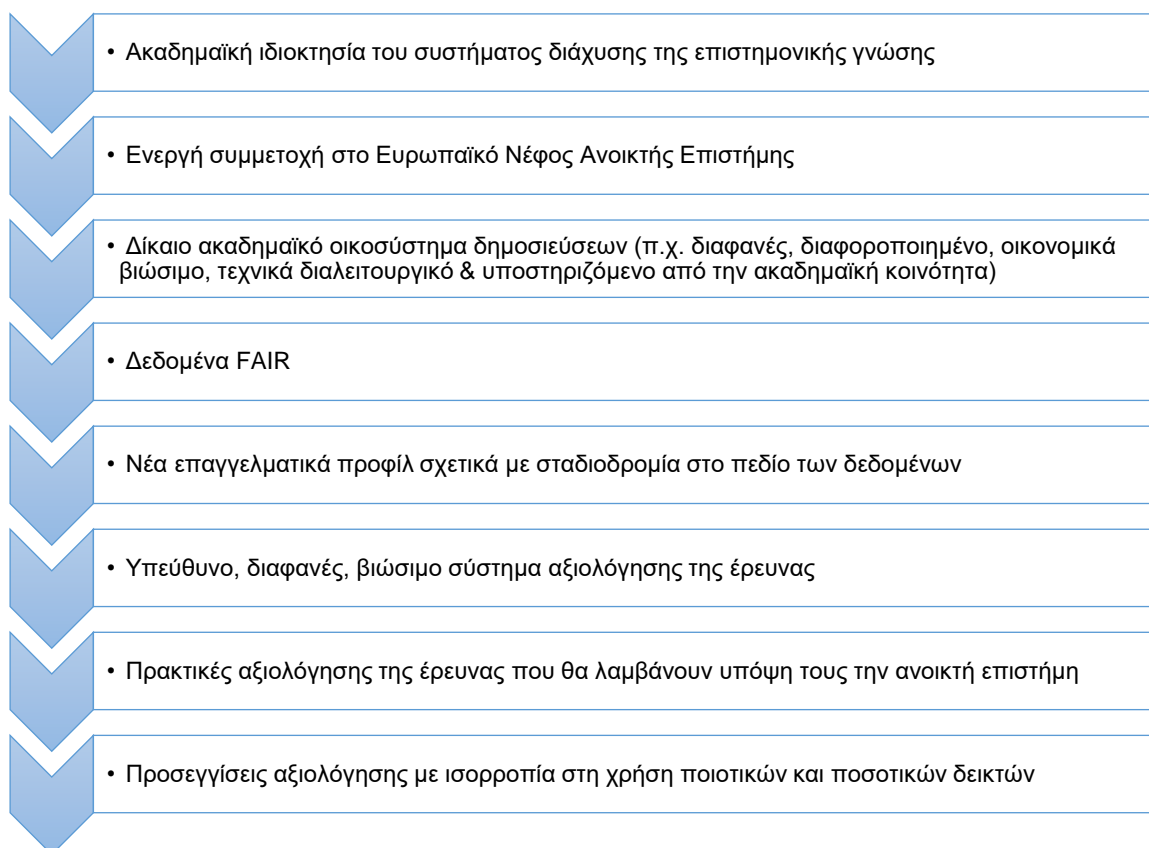 • Ακαδημαϊκή ιδιοκτησία του συστήματος διάχυσης της επιστημονικής γνώσης
• Ενεργή συμμετοχή στο Ευρωπαϊκό Νέφος Ανοικτής Επιστήμης
• Δίκαιο ακαδημαϊκό οικοσύστημα δημοσιεύσεων (π.χ. διαφανές, διαφοροποιημένο, οικονομικά
βιώσιμο, τεχνικά διαλειτουργικό & υποστηριζόμενο από την ακαδημαϊκή κοινότητα)
• Δεδομένα FAIR
• Νέα επαγγελματικά προφίλ σχετικά με σταδιοδρομία στο πεδίο των δεδομένων
• Υπεύθυνο, διαφανές, βιώσιμο σύστημα αξιολόγησης της έρευνας
• Πρακτικές αξιολόγησης της έρευνας που θα λαμβάνουν υπόψη τους την ανοικτή επιστήμη
• Προσεγγίσεις αξιολόγησης με ισορροπία στη χρήση ποιοτικών και ποσοτικών δεικτών